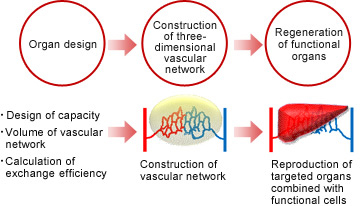 Organ design
Construction
of three-
dimensional
vascular
network
Regeneration
of functional
organs
・Design of capacity
・Volume of vascular
network
・Calculation of
exchange efficiency
Construction of
vascular network
Reproduction of
targeted organs
combined with
functional cells